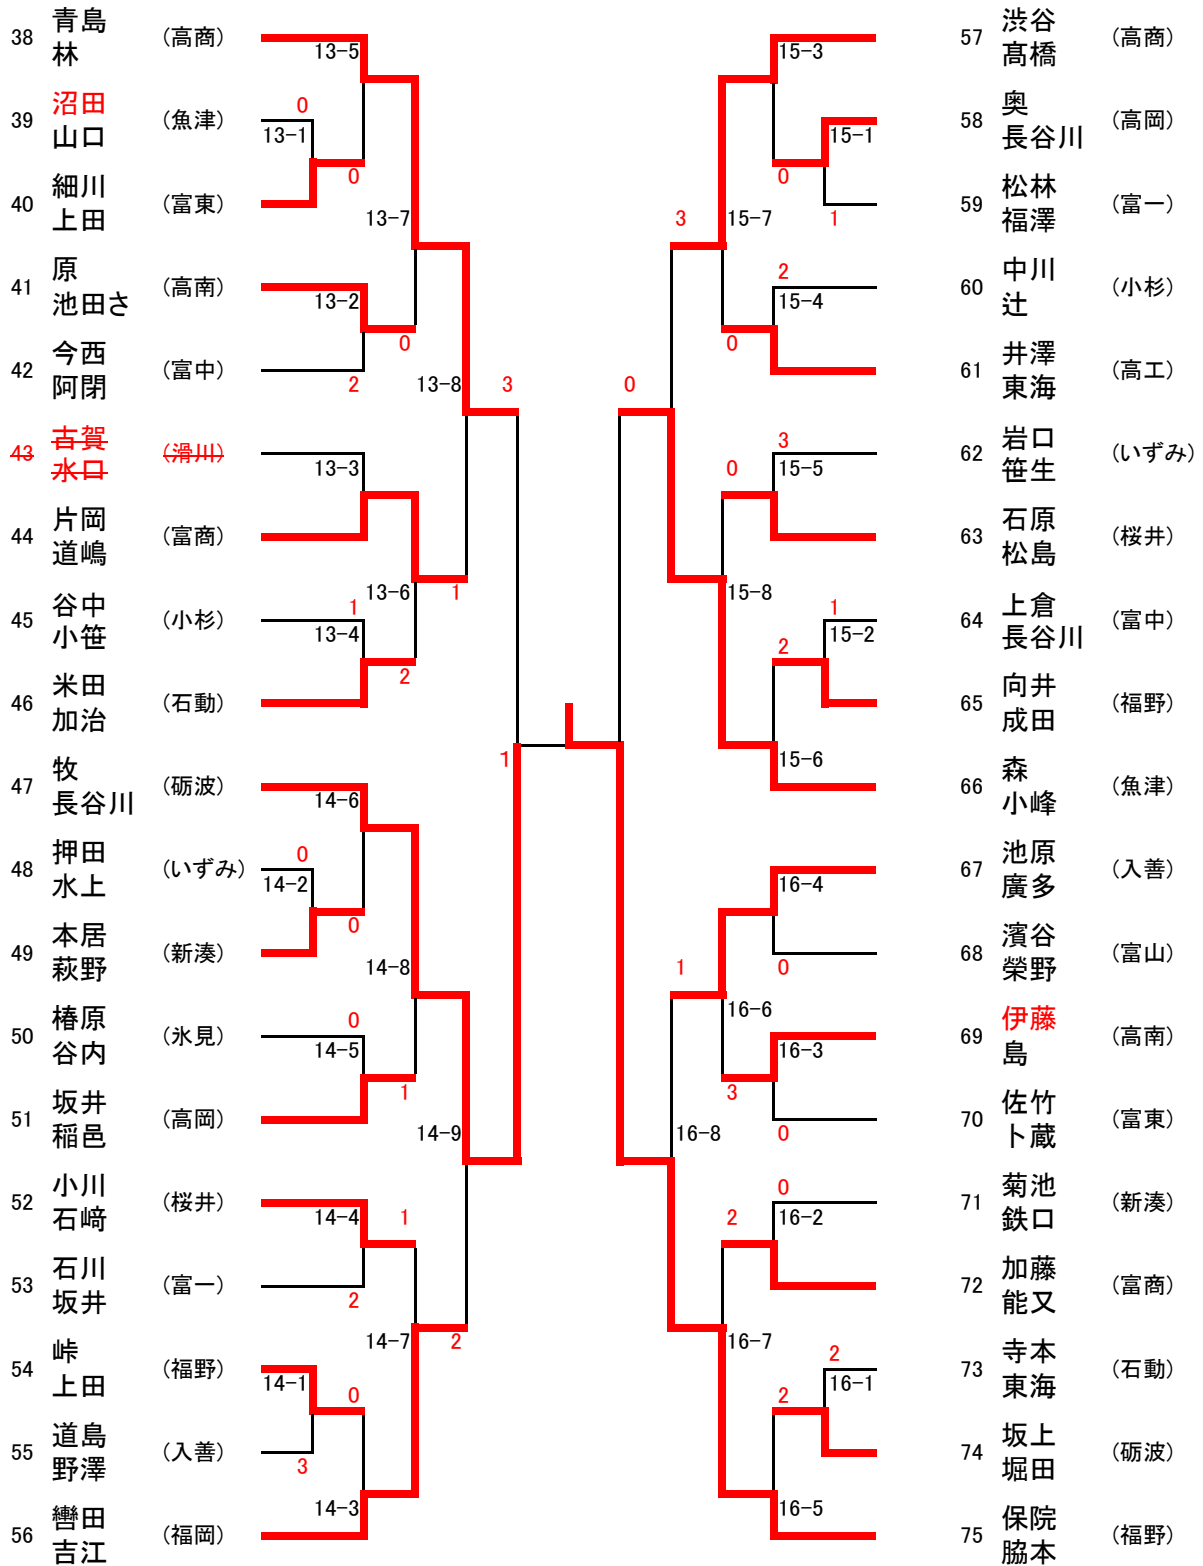 38 青島 林 (高商)
13-5
39 沼田 山口 (魚津)
0
13-1
40 細川 上田 (富東)
0
13-7
41 原 池田さ (高南)
13-2
0
42 今西 阿閉 (富中)
2
13-8
3
43 古賀 水口 (滑川)
13-3
44 片岡 道嶋 (富商)
13-6
1
45 谷中 小笹 (小杉)
1
13-4
2
46 米田 加治 (石動)
1
47 牧 長谷川 (砺波)
14-6
48 押田 水上 (いずみ)
0
14-2
49 本居 萩野 (新湊)
0
14-8
50 椿原 谷内 (氷見)
0
14-5
1
51 坂井 稲邑 (高岡)
14-9
52 小川 石﨑 (桜井)
14-4
1
53 石川 坂井 (富一)
2
14-7
2
54 峠 上田 (福野)
14-1
0
55 道島 野澤 (入善)
3
14-3
56 轡田 吉江 (福岡)
57 渋谷 髙橋 (高商)
15-3
58 奥 長谷川 (高岡)
15-1
0
59 松林 福澤 (富一)
1
3
15-7
60 中川 辻 (小杉)
2
15-4
0
61 井澤 東海 (高工)
0
62 岩口 笹生 (いずみ)
3
15-5
0
63 石原 松島 (桜井)
15-8
64 上倉 長谷川 (富中)
1
15-2
2
65 向井 成田 (福野)
15-6
66 森 小峰 (魚津)
67 池原 廣多 (入善)
16-4
68 濱谷 榮野 (富山)
0
1
16-6
69 伊藤 島 (高南)
16-3
3
70 佐竹 卜蔵 (富東)
0
16-8
71 菊池 鉄口 (新湊)
0
16-2
2
72 加藤 能又 (富商)
16-7
73 寺本 東海 (石動)
2
16-1
2
74 坂上 堀田 (砺波)
16-5
75 保院 脇本 (福野)